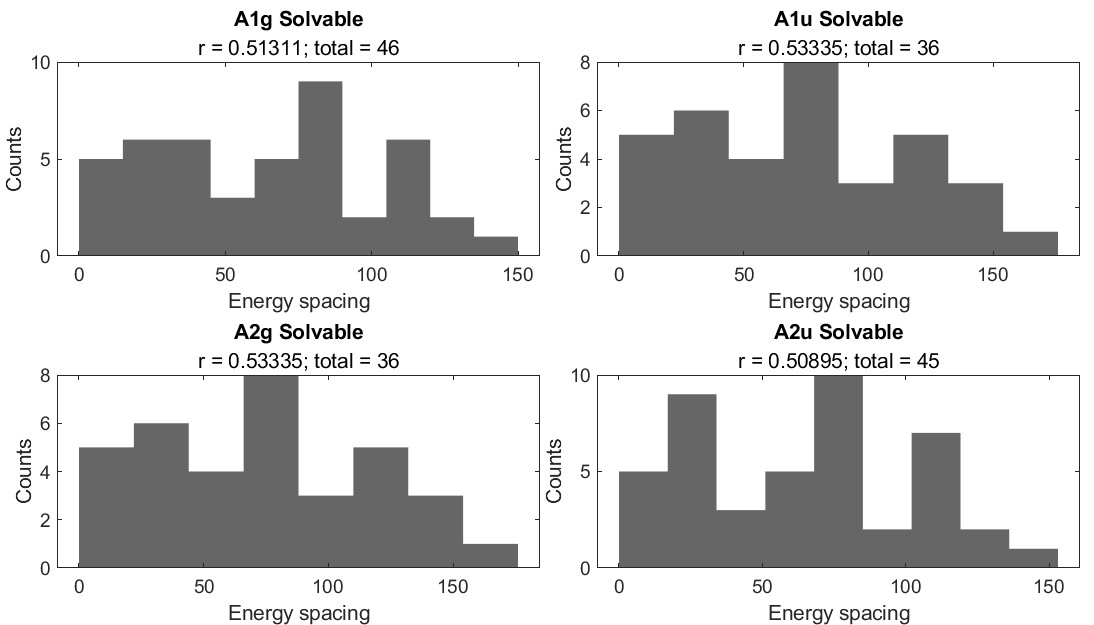 A1g Solvable
r = 0.51311; total = 46
10
5
0
Counts
0 50 100 150
Energy spacing
A1u Solvable
r = 0.53335; total = 36
8
6
4
2
0
Counts
0 50 100 150
Energy spacing
A2g Solvable
r = 0.53335; total = 36
8
6
4
2
0
Counts
0 50 100 150
Energy spacing
A2u Solvable
r = 0.50895; total = 45
10
5
0
Counts
0 50 100 150
Energy spacing